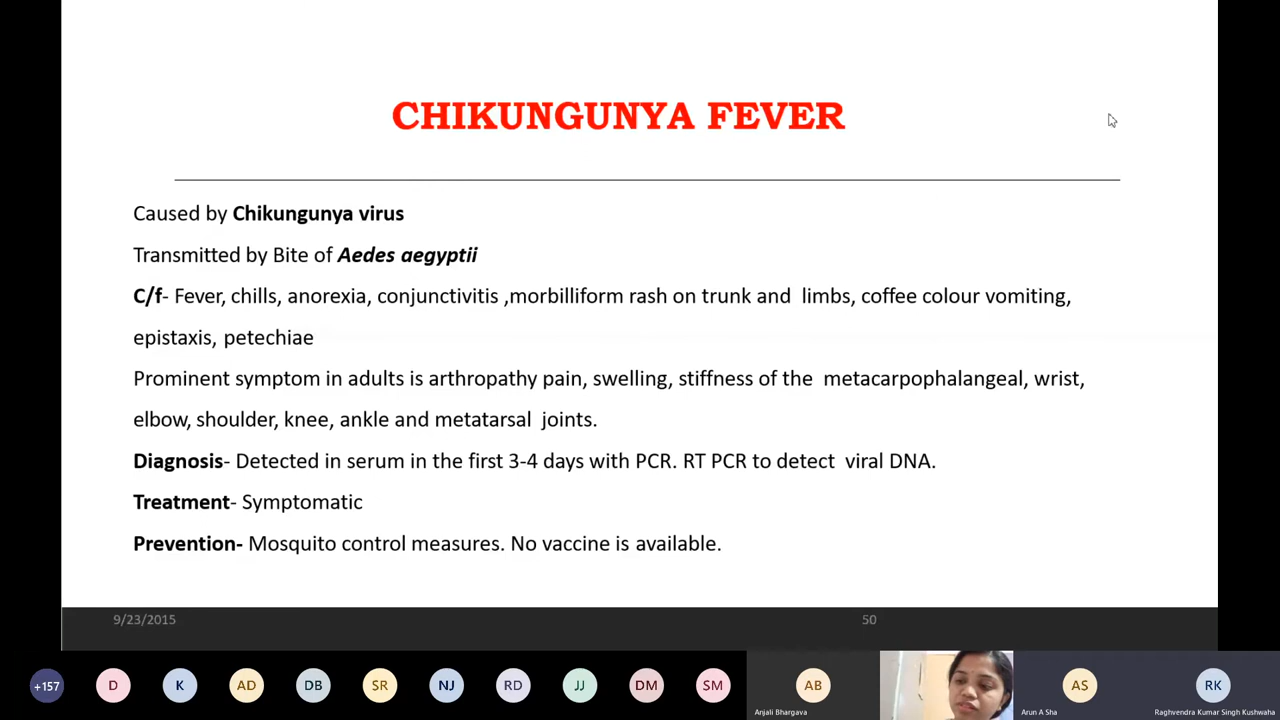 CHIKUNGUNYA FEVER
Caused by Chikungunya virus
Transmitted by Bite of Aedes aegyptii
C/f- Fever, chills, anorexia, conjunctivitis ,morbilliform rash on trunk and limbs, coffee colour vomiting,
epistaxis, petechiae
Prominent symptom in adults is arthropathy pain, swelling, stiffness of the metacarpophalangeal, wrist,
elbow, shoulder, knee, ankle and metatarsal joints.
Diagnosis- Detected in serum in the first 3-4 days with PCR. RT PCR to detect viral DNA.
Treatment- Symptomatic
Prevention- Mosquito control measures. No vaccine is available.
9/23/2015 50
+157 D K AD DB SR NJ RD JJ DM SM AB AS RK
Anjali Bhargava Arun A Sha Raghvendra Kumar Singh Kushwaha